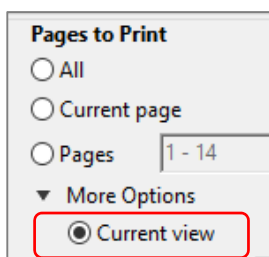 Pages to Print
All
Current page
Pages 1 - 14
More Options
Current view